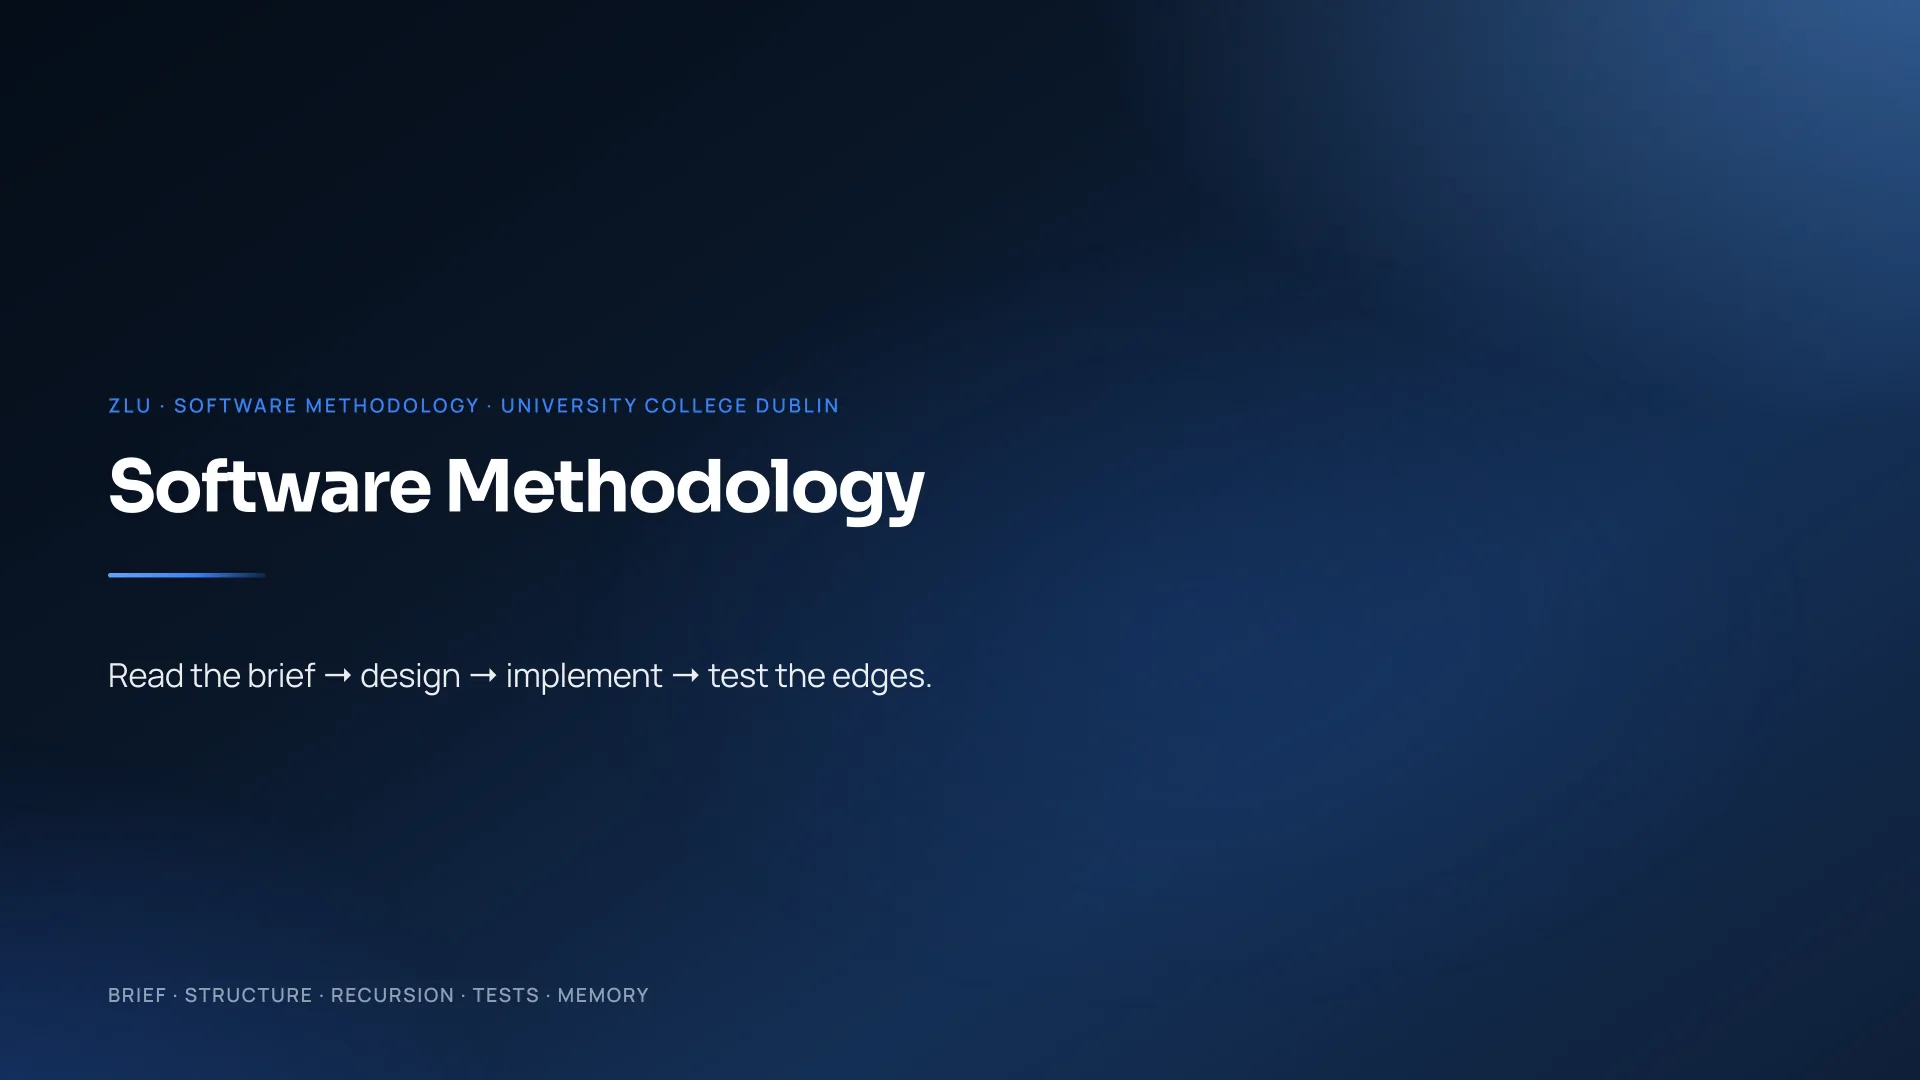 ZLU · SOFTWARE METHODOLOGY · UNIVERSITY COLLEGE DUBLIN
Software Methodology
Read the brief → design → implement → test the edges.
BRIEF · STRUCTURE · RECURSION · TESTS · MEMORY